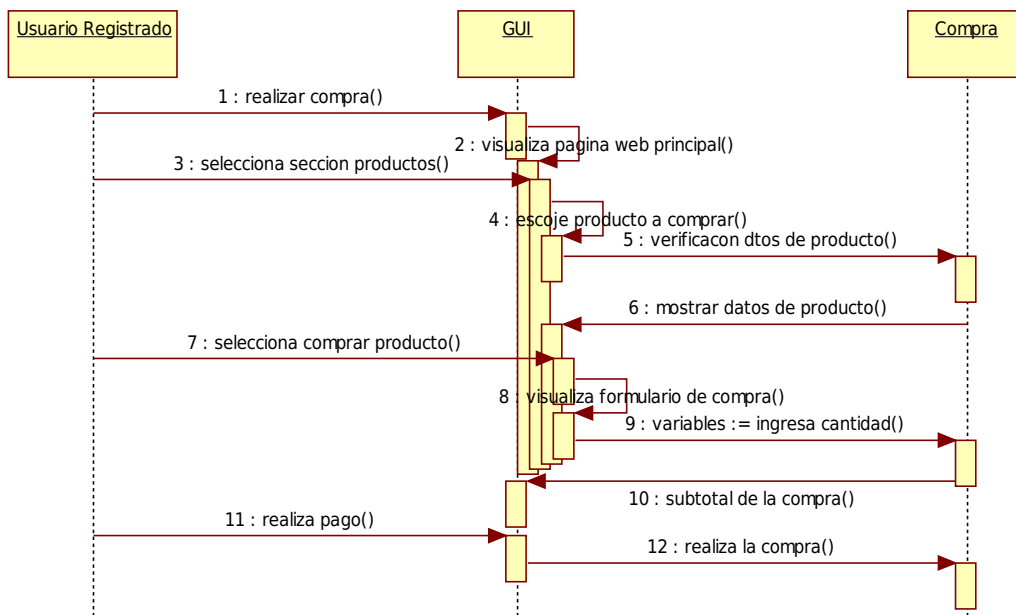 Usuario Registrado
GUI
Compra
1 : realizar compra()
2 : visualiza pagina web principal()
3 : selecciona seccion productos()
4 : escoje producto a comprar()
5 : verificacon dtos de producto()
6 : mostrar datos de producto()
7 : selecciona comprar producto()
8 : visualiza formulario de compra()
9 : variables := ingresa cantidad()
10 : subtotal de la compra()
11 : realiza pago()
12 : realiza la compra()